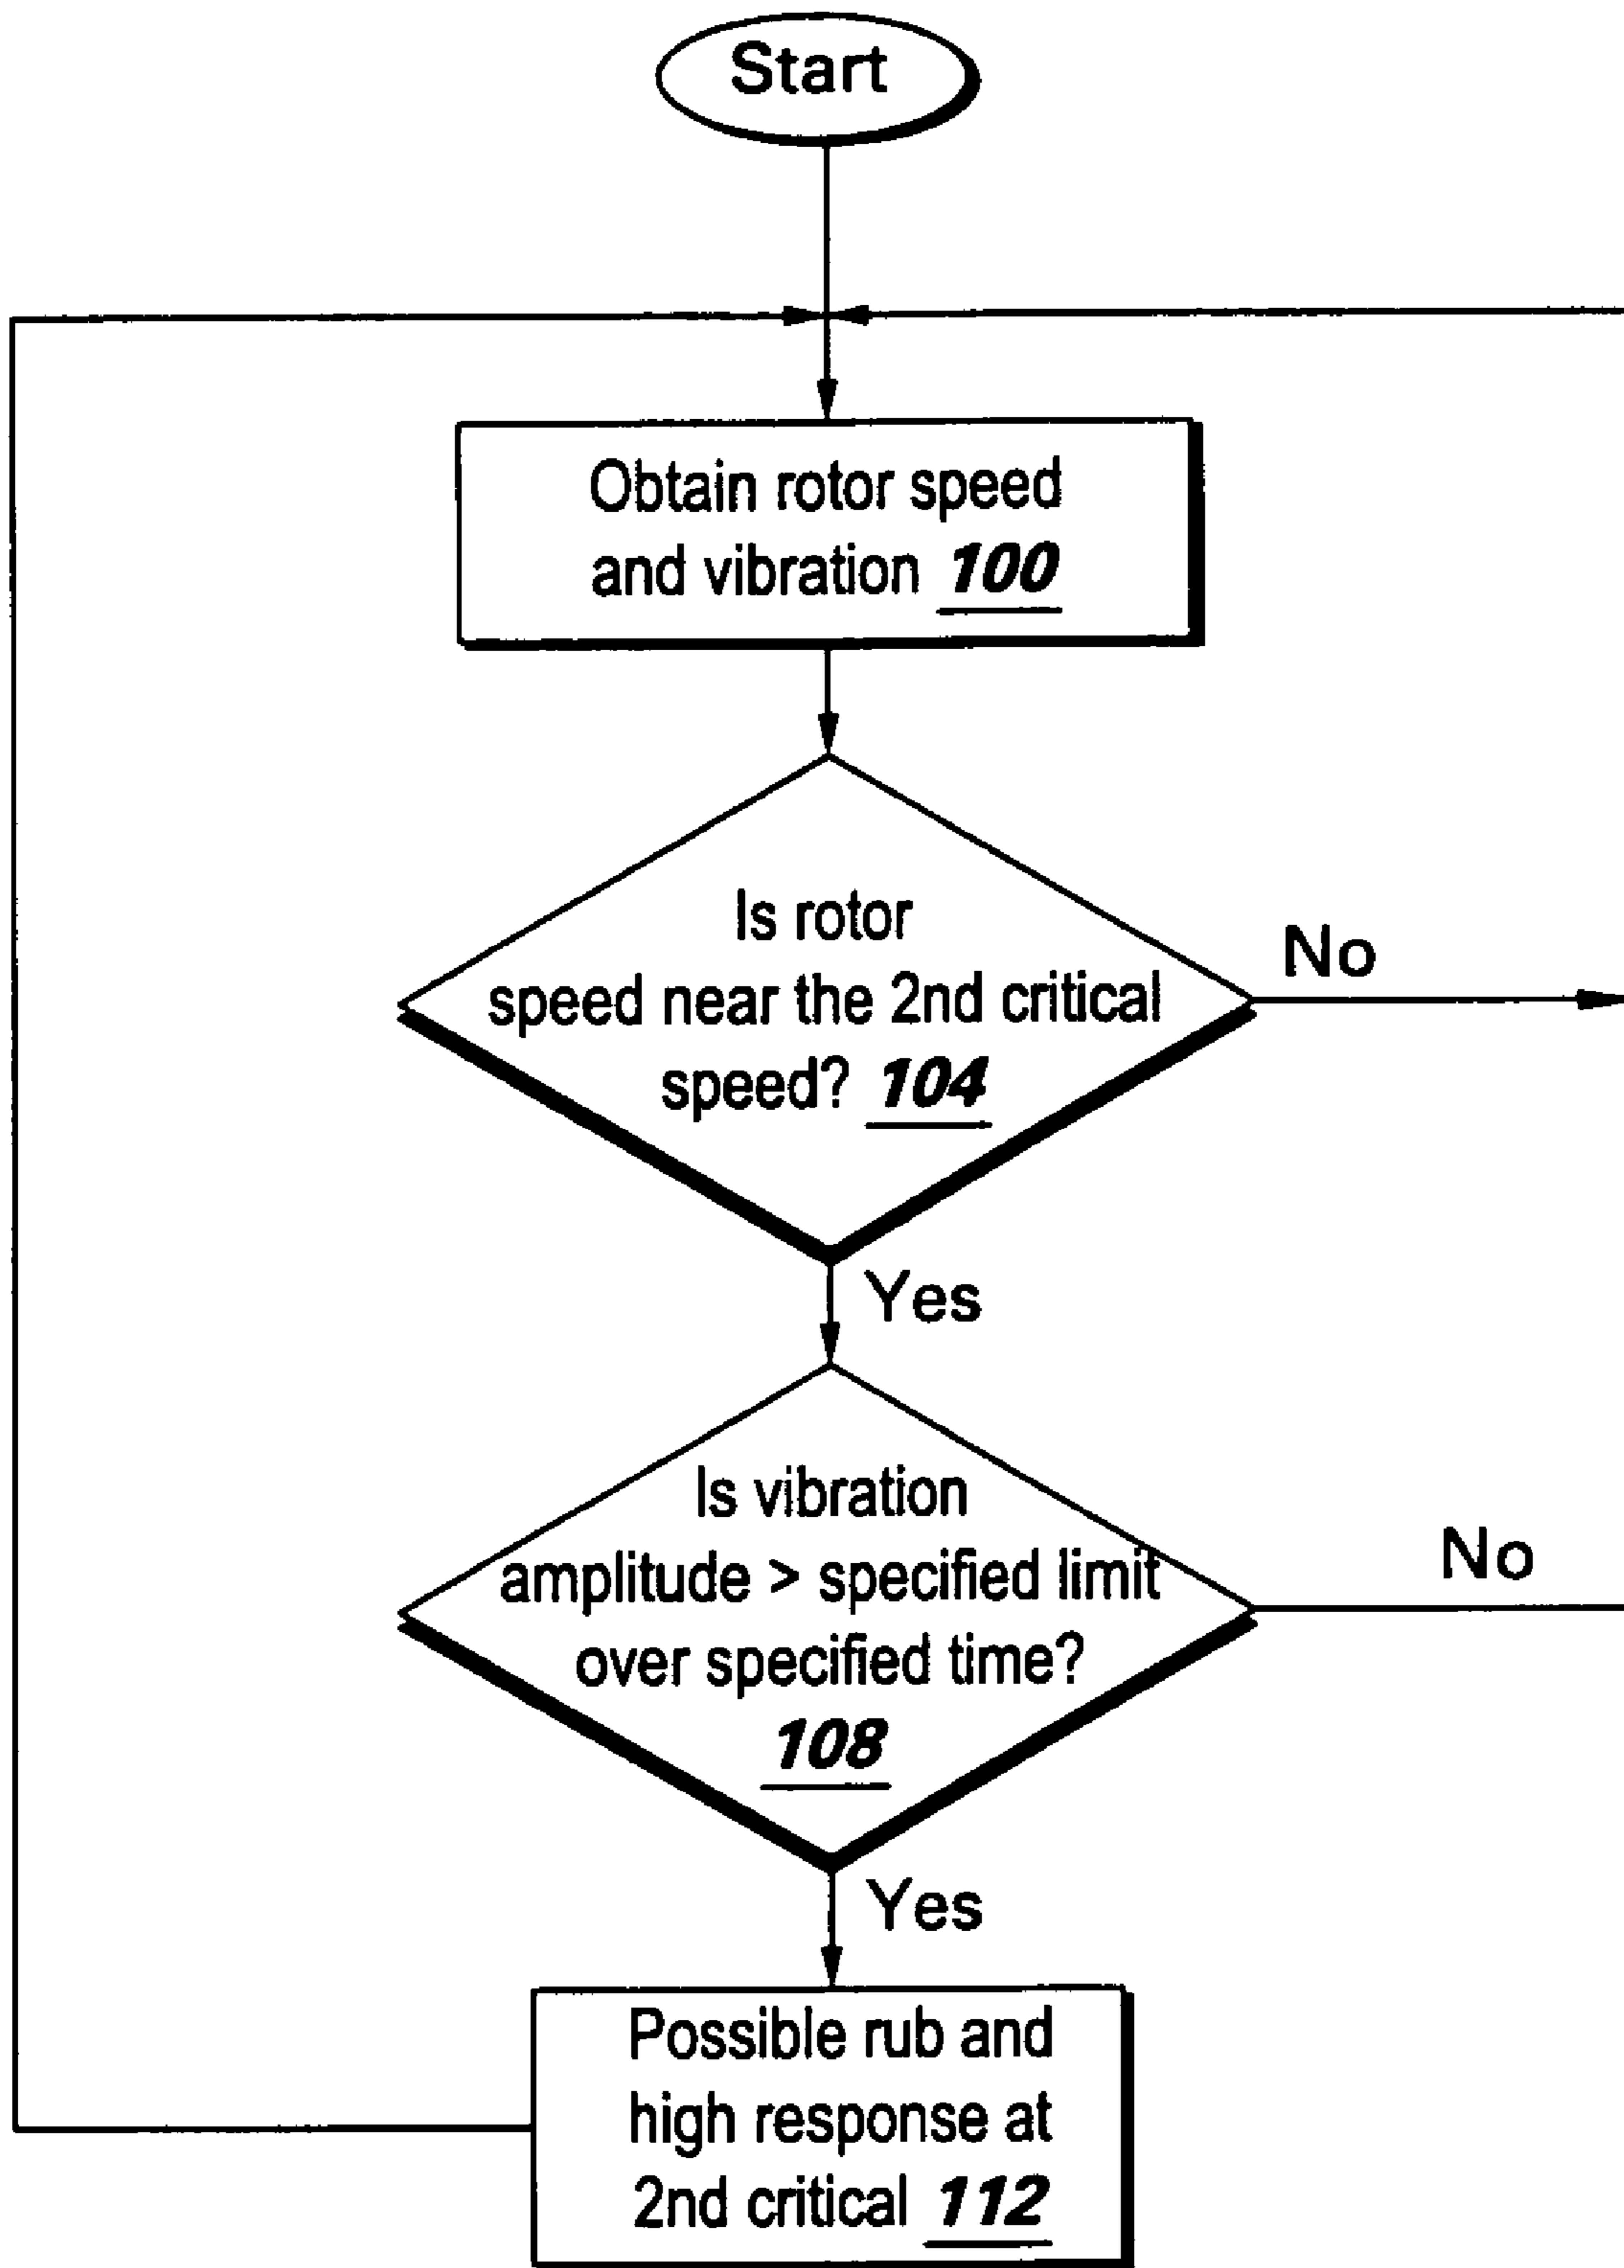 Start
Obtain rotor speed
and vibration 100
Is rotor
speed near the 2nd critical
speed? 104
No
Yes
Is vibration
amplitude > specified limit
over specified time?
108
No
Yes
Possible rub and
high response at
2nd critical 112